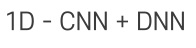 1D - CNN + DNN